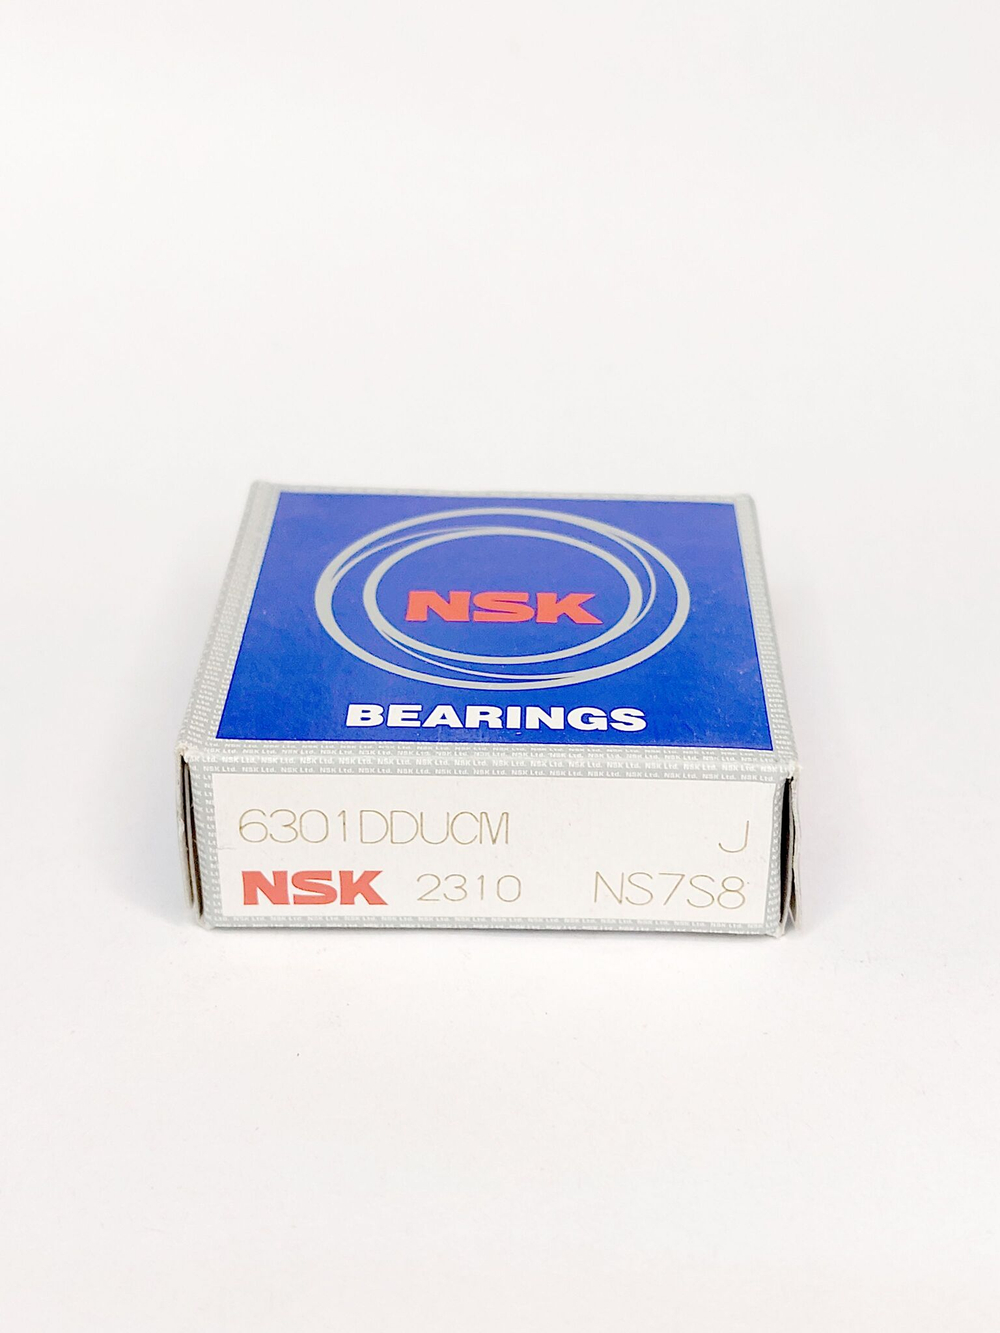 NSK
BEARINGS
6301DDUCM J
NSK 2310 NS7S8